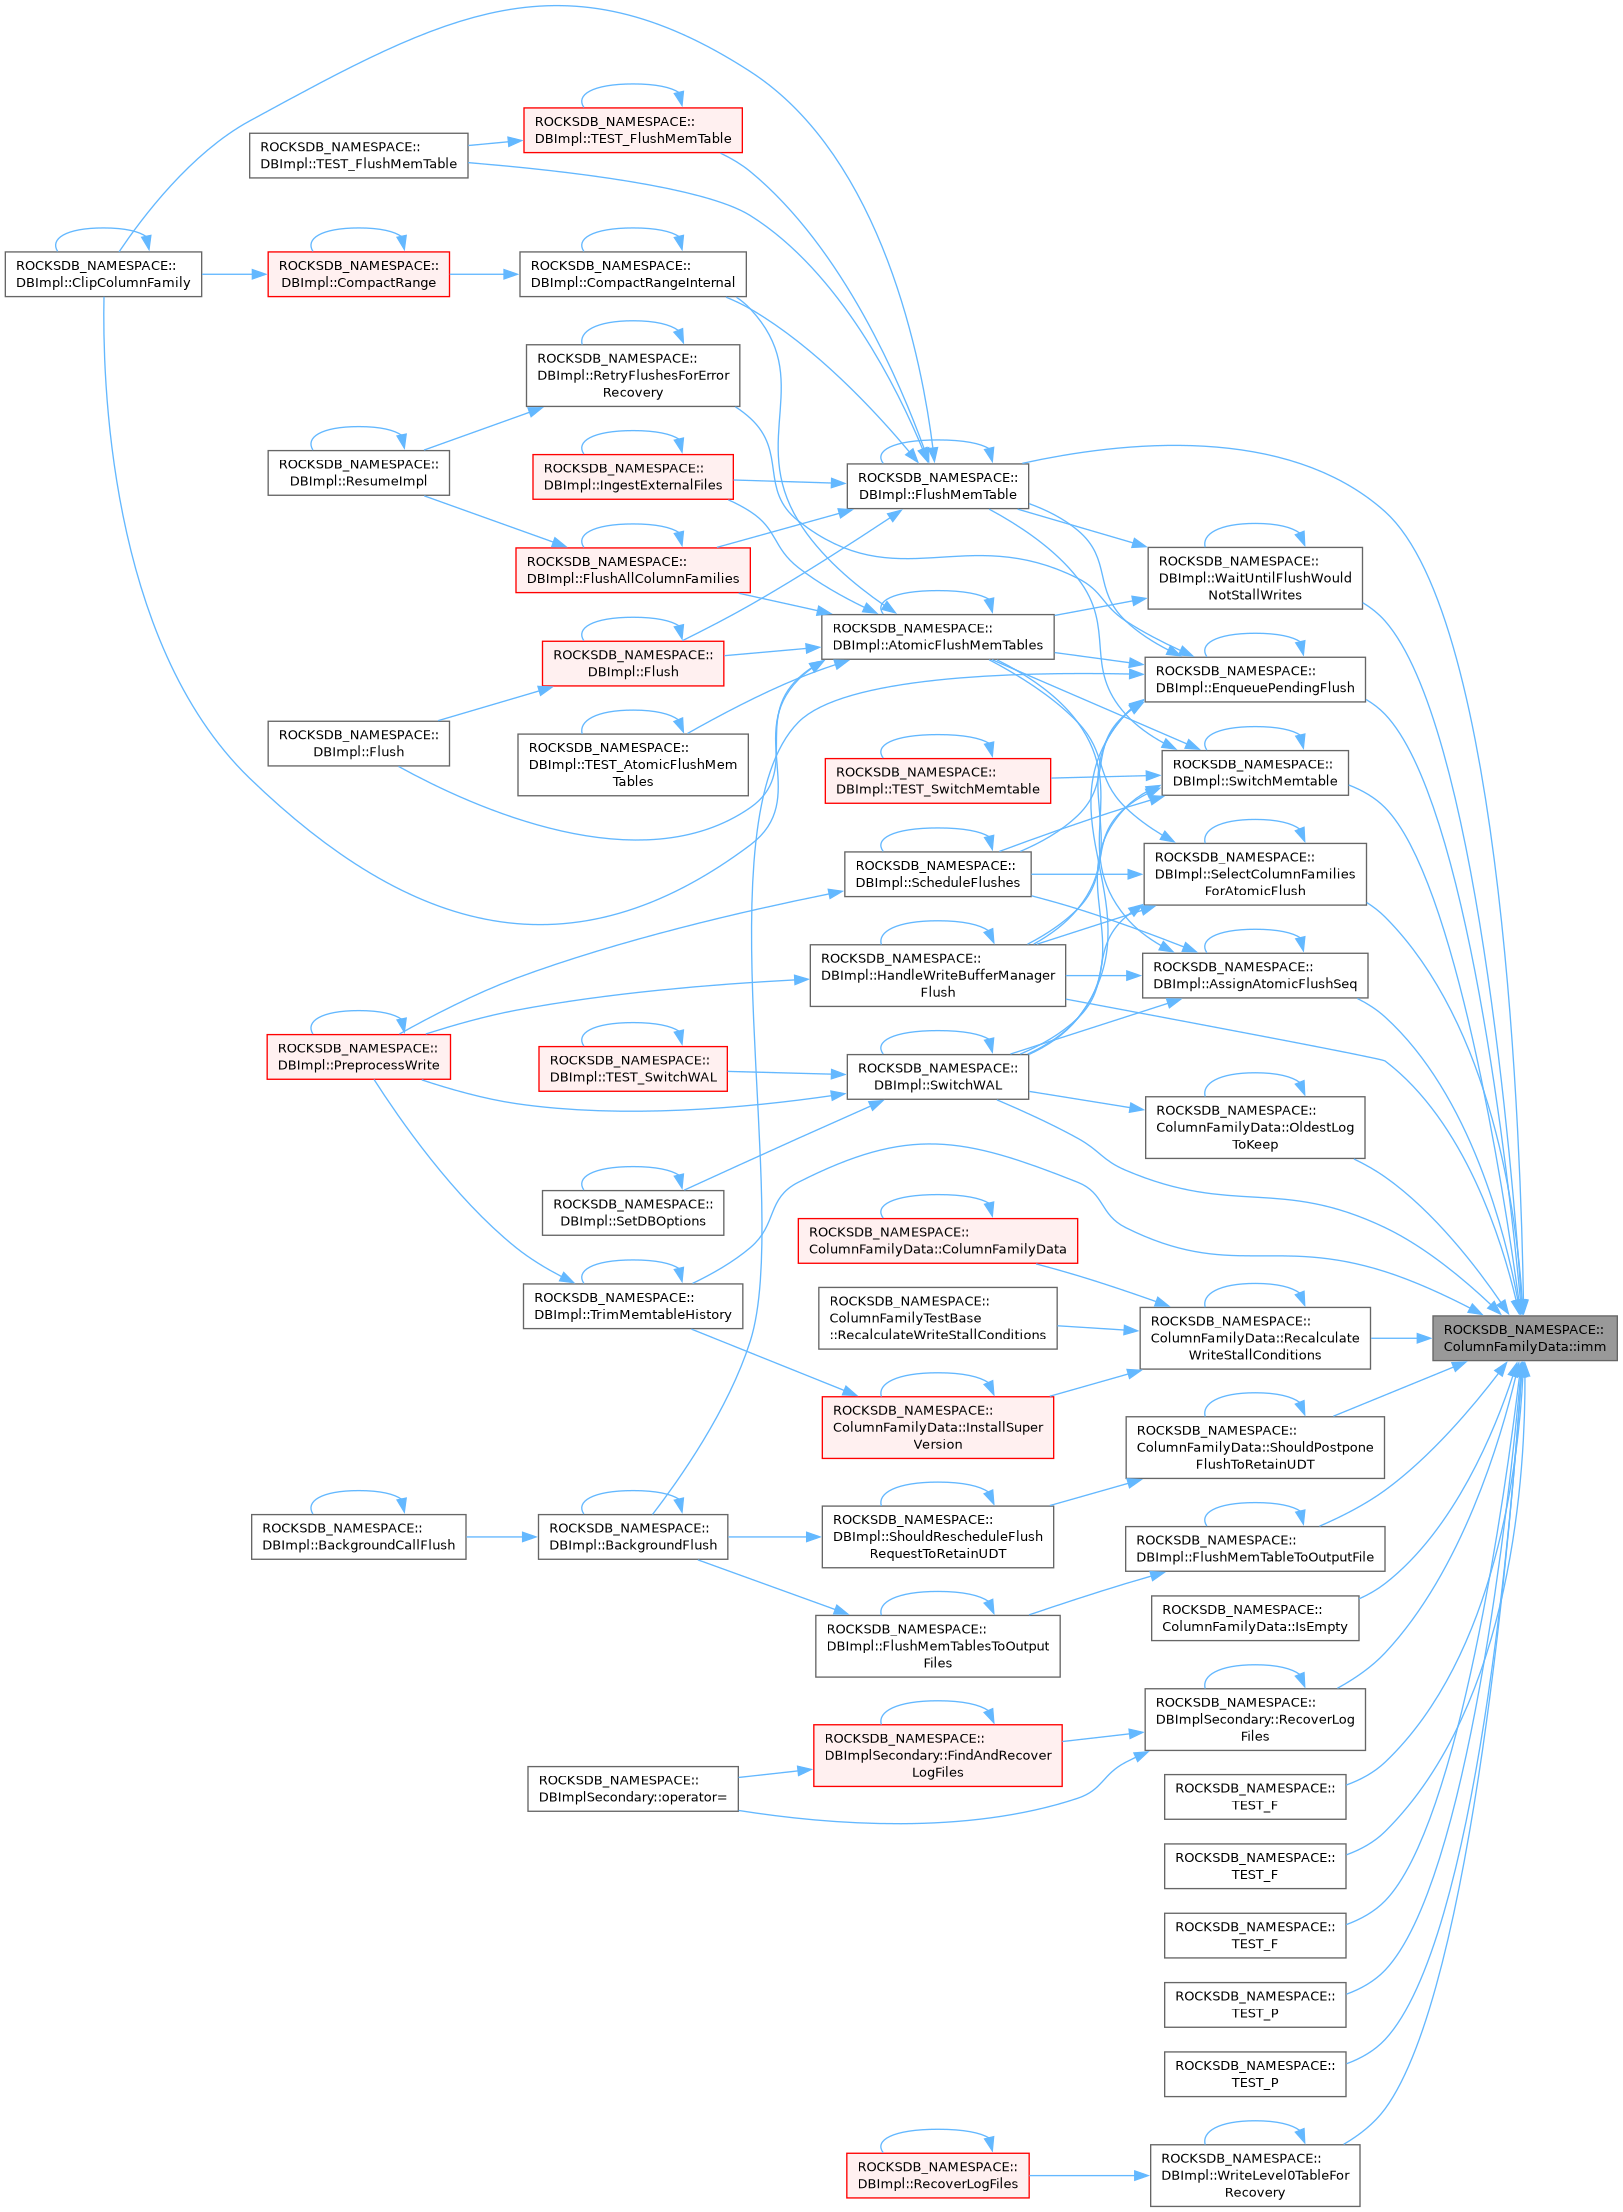 ROCKSDB_NAMESPACE::
DBImpl::TEST_FlushMemTable
ROCKSDB_NAMESPACE::
DBImpl::TEST_FlushMemTable
ROCKSDB_NAMESPACE::
DBImpl::ClipColumnFamily
ROCKSDB_NAMESPACE::
DBImpl::CompactRange
ROCKSDB_NAMESPACE::
DBImpl::CompactRangeInternal
ROCKSDB_NAMESPACE::
DBImpl::RetryFlushesForError
Recovery
ROCKSDB_NAMESPACE::
DBImpl::ResumeImpl
ROCKSDB_NAMESPACE::
DBImpl::IngestExternalFiles
ROCKSDB_NAMESPACE::
DBImpl::FlushMemTable
ROCKSDB_NAMESPACE::
DBImpl::FlushAllColumnFamilies
ROCKSDB_NAMESPACE::
DBImpl::WaitUntilFlushWould
NotStallWrites
ROCKSDB_NAMESPACE::
DBImpl::AtomicFlushMemTables
ROCKSDB_NAMESPACE::
DBImpl::Flush
ROCKSDB_NAMESPACE::
DBImpl::EnqueuePendingFlush
ROCKSDB_NAMESPACE::
DBImpl::Flush
ROCKSDB_NAMESPACE::
DBImpl::TEST_AtomicFlushMem
Tables
ROCKSDB_NAMESPACE::
DBImpl::TEST_SwitchMemtable
ROCKSDB_NAMESPACE::
DBImpl::SwitchMemtable
ROCKSDB_NAMESPACE::
DBImpl::ScheduleFlushes
ROCKSDB_NAMESPACE::
DBImpl::SelectColumnFamilies
ForAtomicFlush
ROCKSDB_NAMESPACE::
DBImpl::HandleWriteBufferManager
Flush
ROCKSDB_NAMESPACE::
DBImpl::AssignAtomicFlushSeq
ROCKSDB_NAMESPACE::
DBImpl::PreprocessWrite
ROCKSDB_NAMESPACE::
DBImpl::TEST_SwitchWAL
ROCKSDB_NAMESPACE::
DBImpl::SwitchWAL
ROCKSDB_NAMESPACE::
ColumnFamilyData::OldestLog
ToKeep
ROCKSDB_NAMESPACE::
DBImpl::SetDBOptions
ROCKSDB_NAMESPACE::
ColumnFamilyData::ColumnFamilyData
ROCKSDB_NAMESPACE::
DBImpl::TrimMemtableHistory
ROCKSDB_NAMESPACE::
ColumnFamilyTestBase
::RecalculateWriteStallConditions
ROCKSDB_NAMESPACE::
ColumnFamilyData::Recalculate
WriteStallConditions
ROCKSDB_NAMESPACE::
ColumnFamilyData::imm
ROCKSDB_NAMESPACE::
ColumnFamilyData::InstallSuper
Version
ROCKSDB_NAMESPACE::
ColumnFamilyData::ShouldPostpone
FlushToRetainUDT
ROCKSDB_NAMESPACE::
DBImpl::BackgroundCallFlush
ROCKSDB_NAMESPACE::
DBImpl::BackgroundFlush
ROCKSDB_NAMESPACE::
DBImpl::ShouldRescheduleFlush
RequestToRetainUDT
ROCKSDB_NAMESPACE::
DBImpl::FlushMemTableToOutputFile
ROCKSDB_NAMESPACE::
DBImpl::FlushMemTablesToOutput
Files
ROCKSDB_NAMESPACE::
ColumnFamilyData::IsEmpty
ROCKSDB_NAMESPACE::
DBImplSecondary::RecoverLog
Files
ROCKSDB_NAMESPACE::
DBImplSecondary::FindAndRecover
LogFiles
ROCKSDB_NAMESPACE::
DBImplSecondary::operator=
ROCKSDB_NAMESPACE::
TEST_F
ROCKSDB_NAMESPACE::
TEST_F
ROCKSDB_NAMESPACE::
TEST_F
ROCKSDB_NAMESPACE::
TEST_P
ROCKSDB_NAMESPACE::
TEST_P
ROCKSDB_NAMESPACE::
DBImpl::RecoverLogFiles
ROCKSDB_NAMESPACE::
DBImpl::WriteLevel0TableFor
Recovery